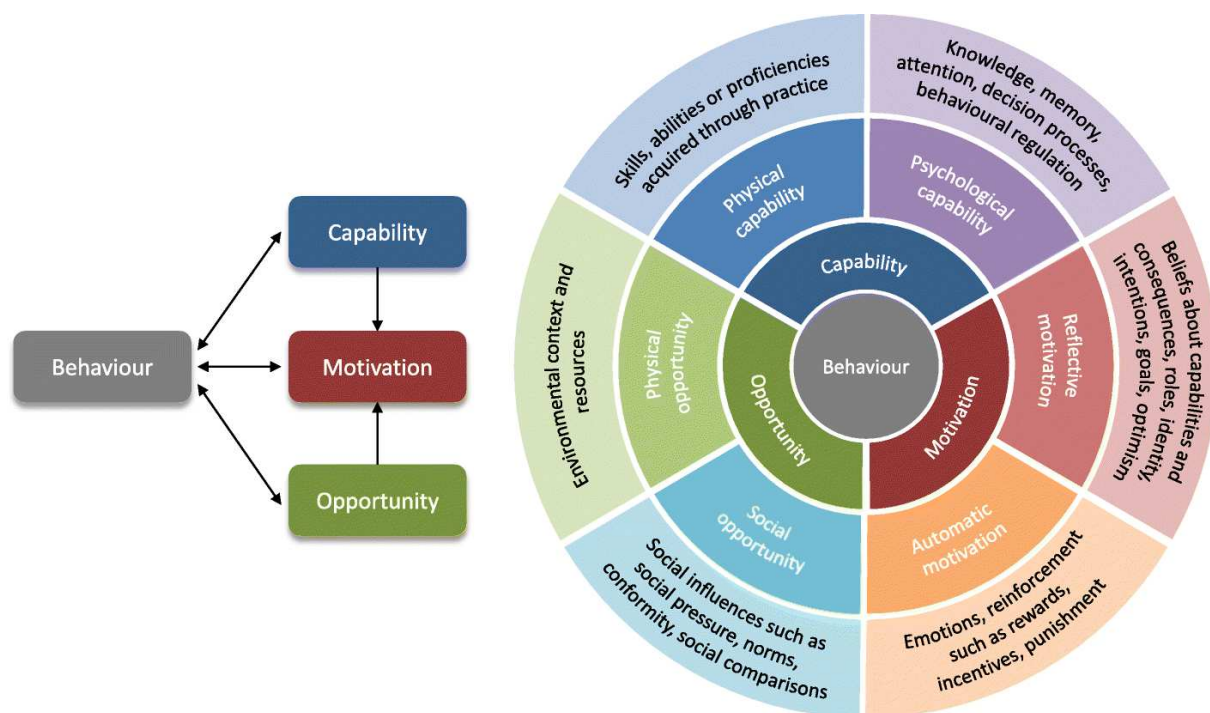 Capability
Behaviour
Motivation
Opportunity
Skills, abilities or proficiencies
acquired through practice
Knowledge, memory,
attention, decision processes,
behavioural regulation
Physical
capability
Psychological
capability
Capability
Environmental context and
resources
Physical
opportunity
Opportunity
Behaviour
Motivation
Reflective
motivation
Beliefs about capabilities and
consequences, roles, identity,
intentions, goals, optimism
Social
opportunity
Automatic
motivation
Social influences such as
social pressure, norms,
conformity, social comparisons
Emotions, reinforcement
such as rewards,
incentives, punishment